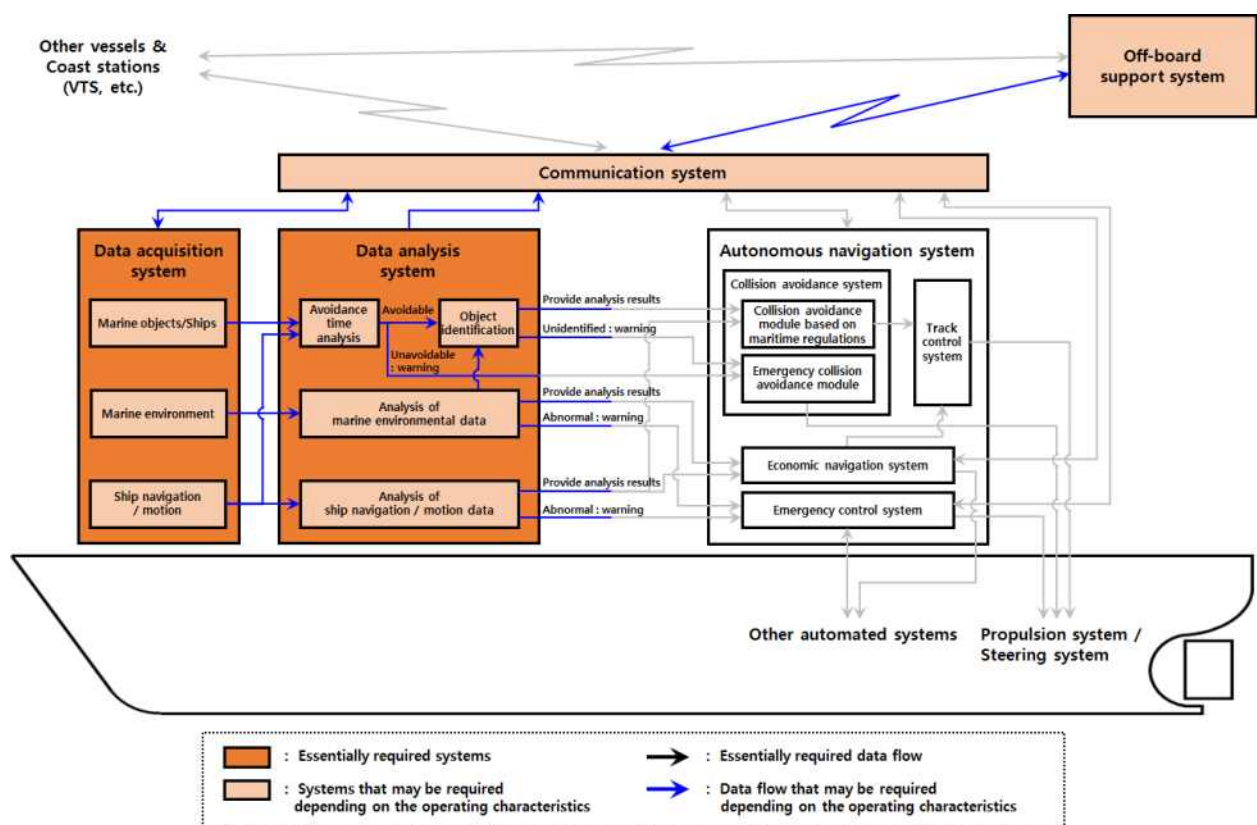 Other vessels &
Coast stations
(VTS, etc.)
Off-board
support system
Communication system
Data acquisition
system
Marine objects/Ships
Marine environment
Ship navigation
/ motion
Data analysis
system
Avoidance
time
analysis
Avoidable
Object
identification
Unavoidable
: warning
Analysis of
marine environmental data
Analysis of
ship navigation / motion data
Provide analysis results
Unidentified : warning
Provide analysis results
Abnormal : warning
Provide analysis results
Abnormal : warning
Autonomous navigation system
Collision avoidance system
Collision avoidance
module based on
maritime regulations
Emergency collision
avoidance module
Track
control
system
Economic navigation system
Emergency control system
Other automated systems
Propulsion system /
Steering system
: Essentially required systems
: Systems that may be required
depending on the operating characteristics
: Essentially required data flow
: Data flow that may be required
depending on the operating characteristics